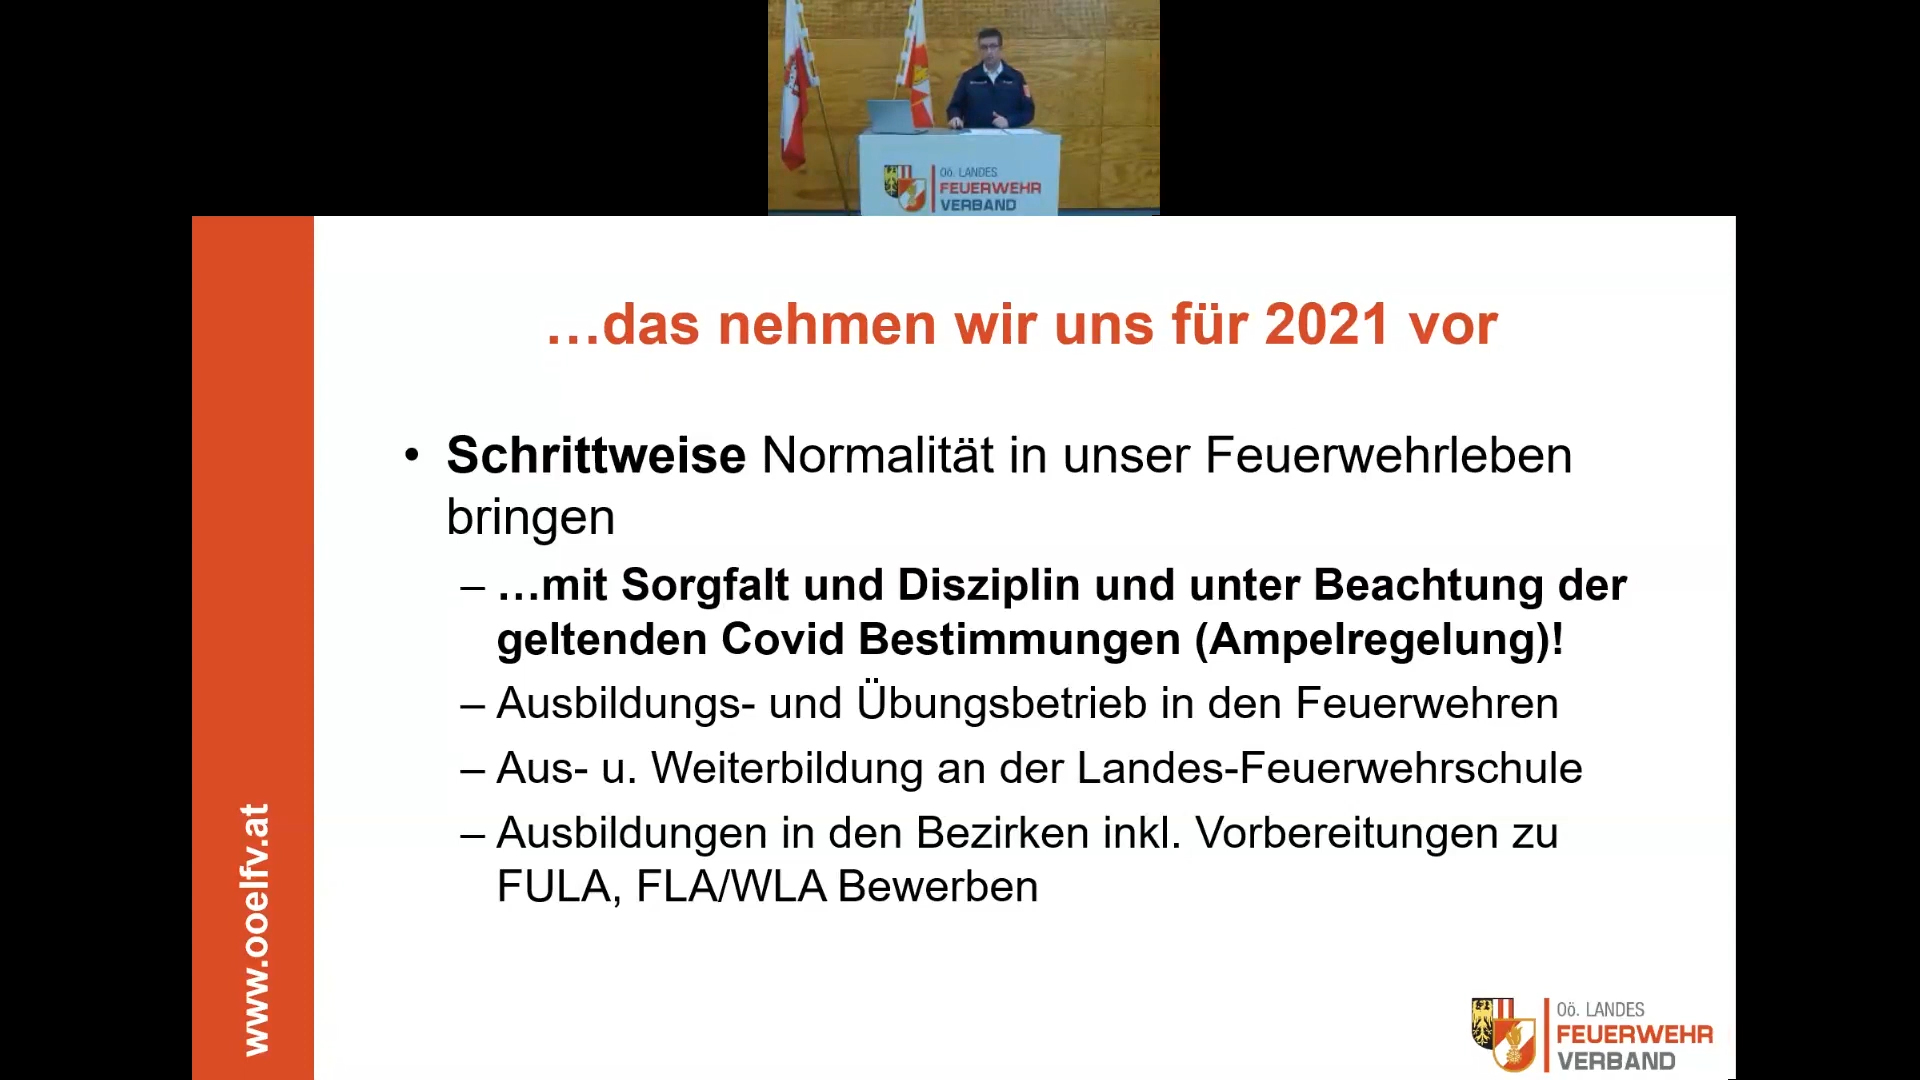 OÖ. LANDES
FEUERWEHR
VERBAND
…das nehmen wir uns für 2021 vor
• Schrittweise Normalität in unser Feuerwehrleben
bringen
– …mit Sorgfalt und Disziplin und unter Beachtung der
geltenden Covid Bestimmungen (Ampelregelung)!
– Ausbildungs- und Übungsbetrieb in den Feuerwehren
– Aus- u. Weiterbildung an der Landes-Feuerwehrschule
– Ausbildungen in den Bezirken inkl. Vorbereitungen zu
FULA, FLA/WLA Bewerben
www.ooelfv.at
OÖ. LANDES
FEUERWEHR
VERBAND